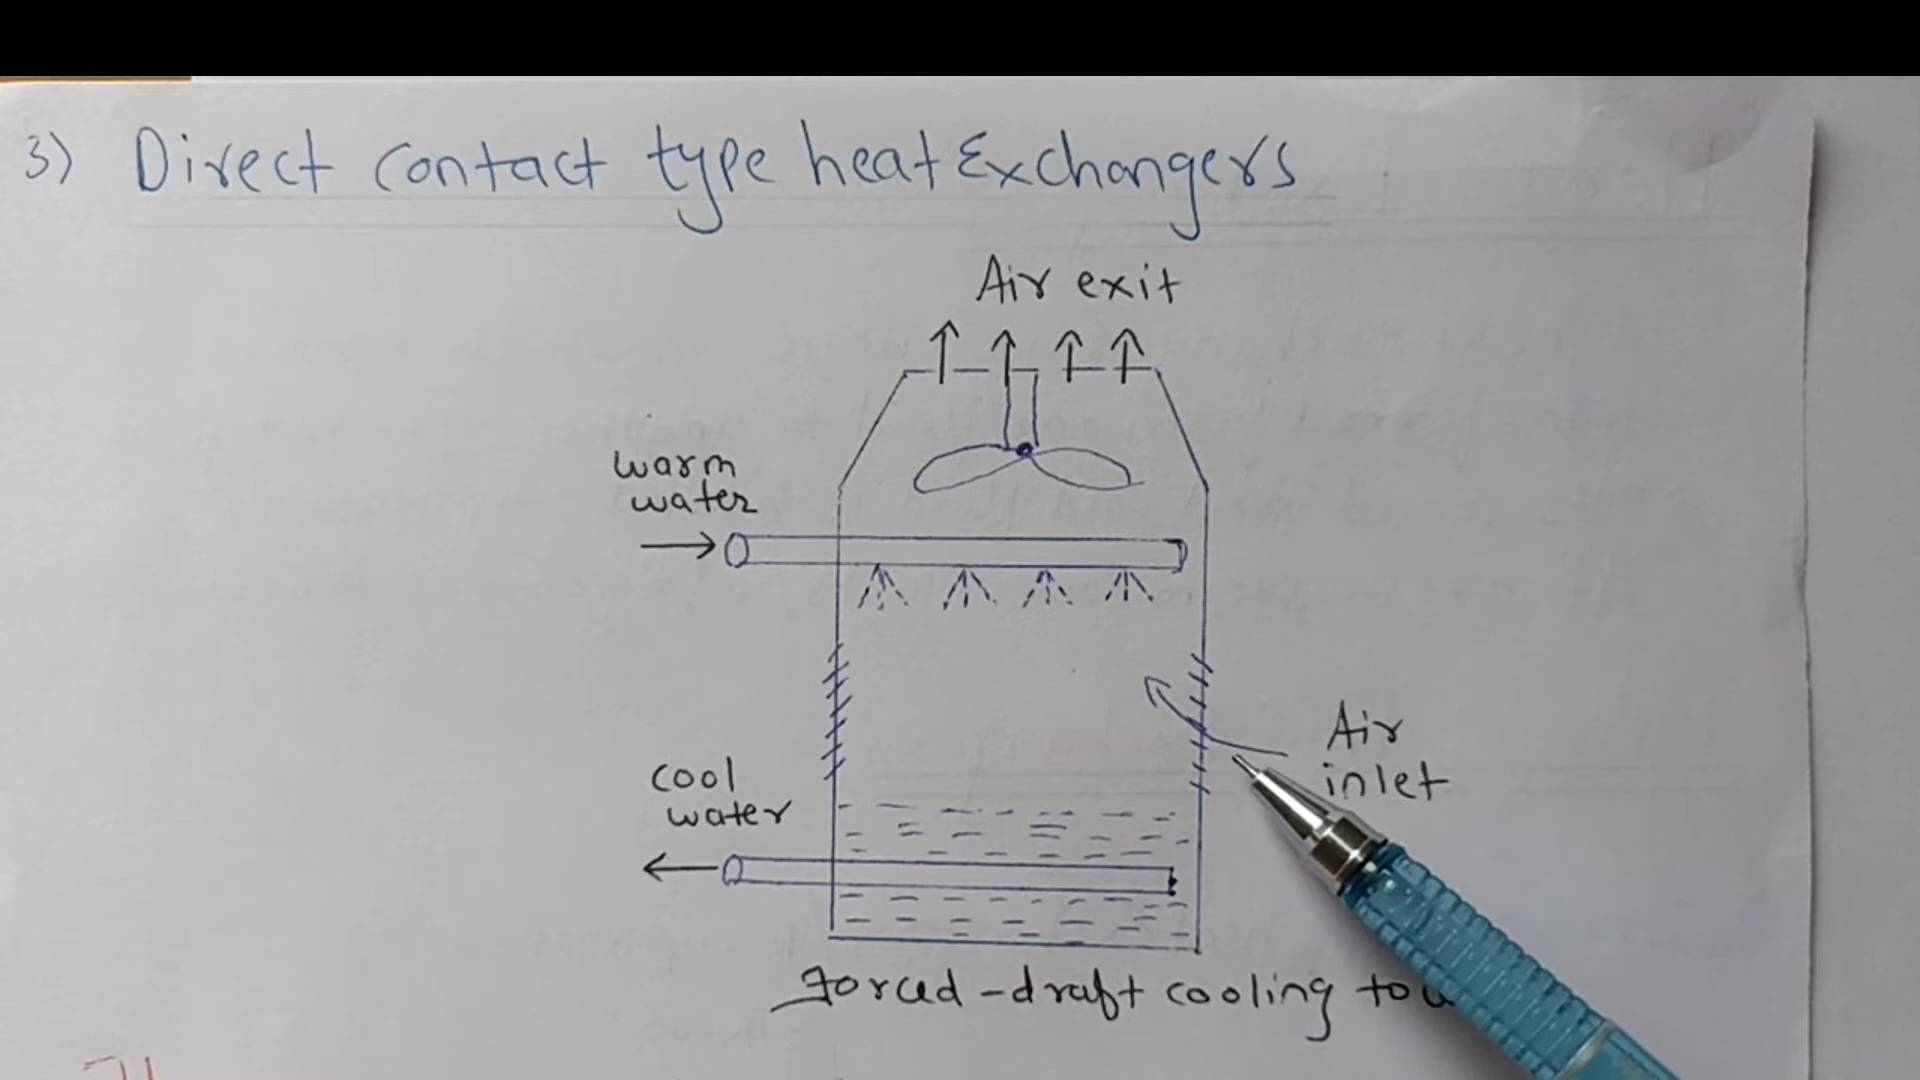 3) Direct contact type heat Exchangers
Air exit
warm
water
cool
water
Air
inlet
Forced-draft cooling